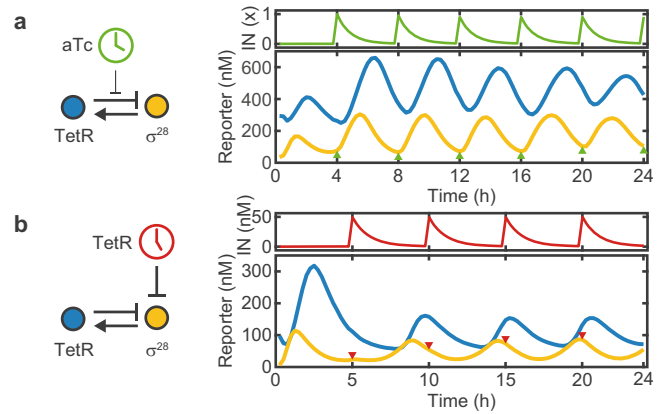 a
aTc
TetR
σ28
IN (x)
1
0
Reporter (nM)
600
400
200
0
0 4 8 12 16 20 24
Time (h)
b
TetR
TetR
σ28
IN (nM)
50
0
Reporter (nM)
300
200
100
0
0 5 10 15 20 24
Time (h)